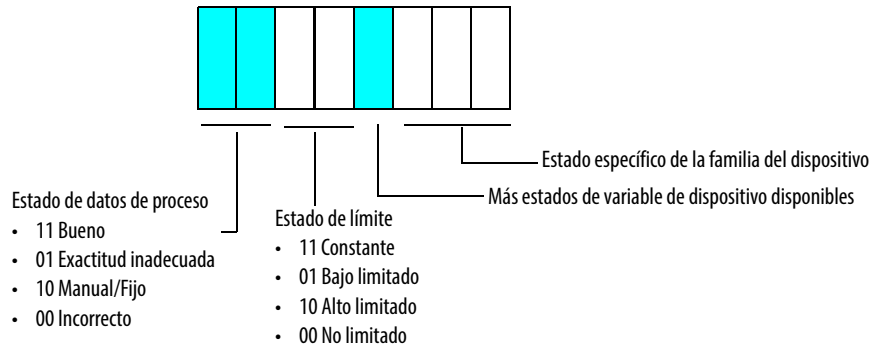 Estado específico de la familia del dispositivo
Más estados de variable de dispositivo disponibles
Estado de datos de proceso
• 11 Bueno
• 01 Exactitud inadecuada
• 10 Manual/Fijo
• 00 Incorrecto
Estado de límite
• 11 Constante
• 01 Bajo limitado
• 10 Alto limitado
• 00 No limitado